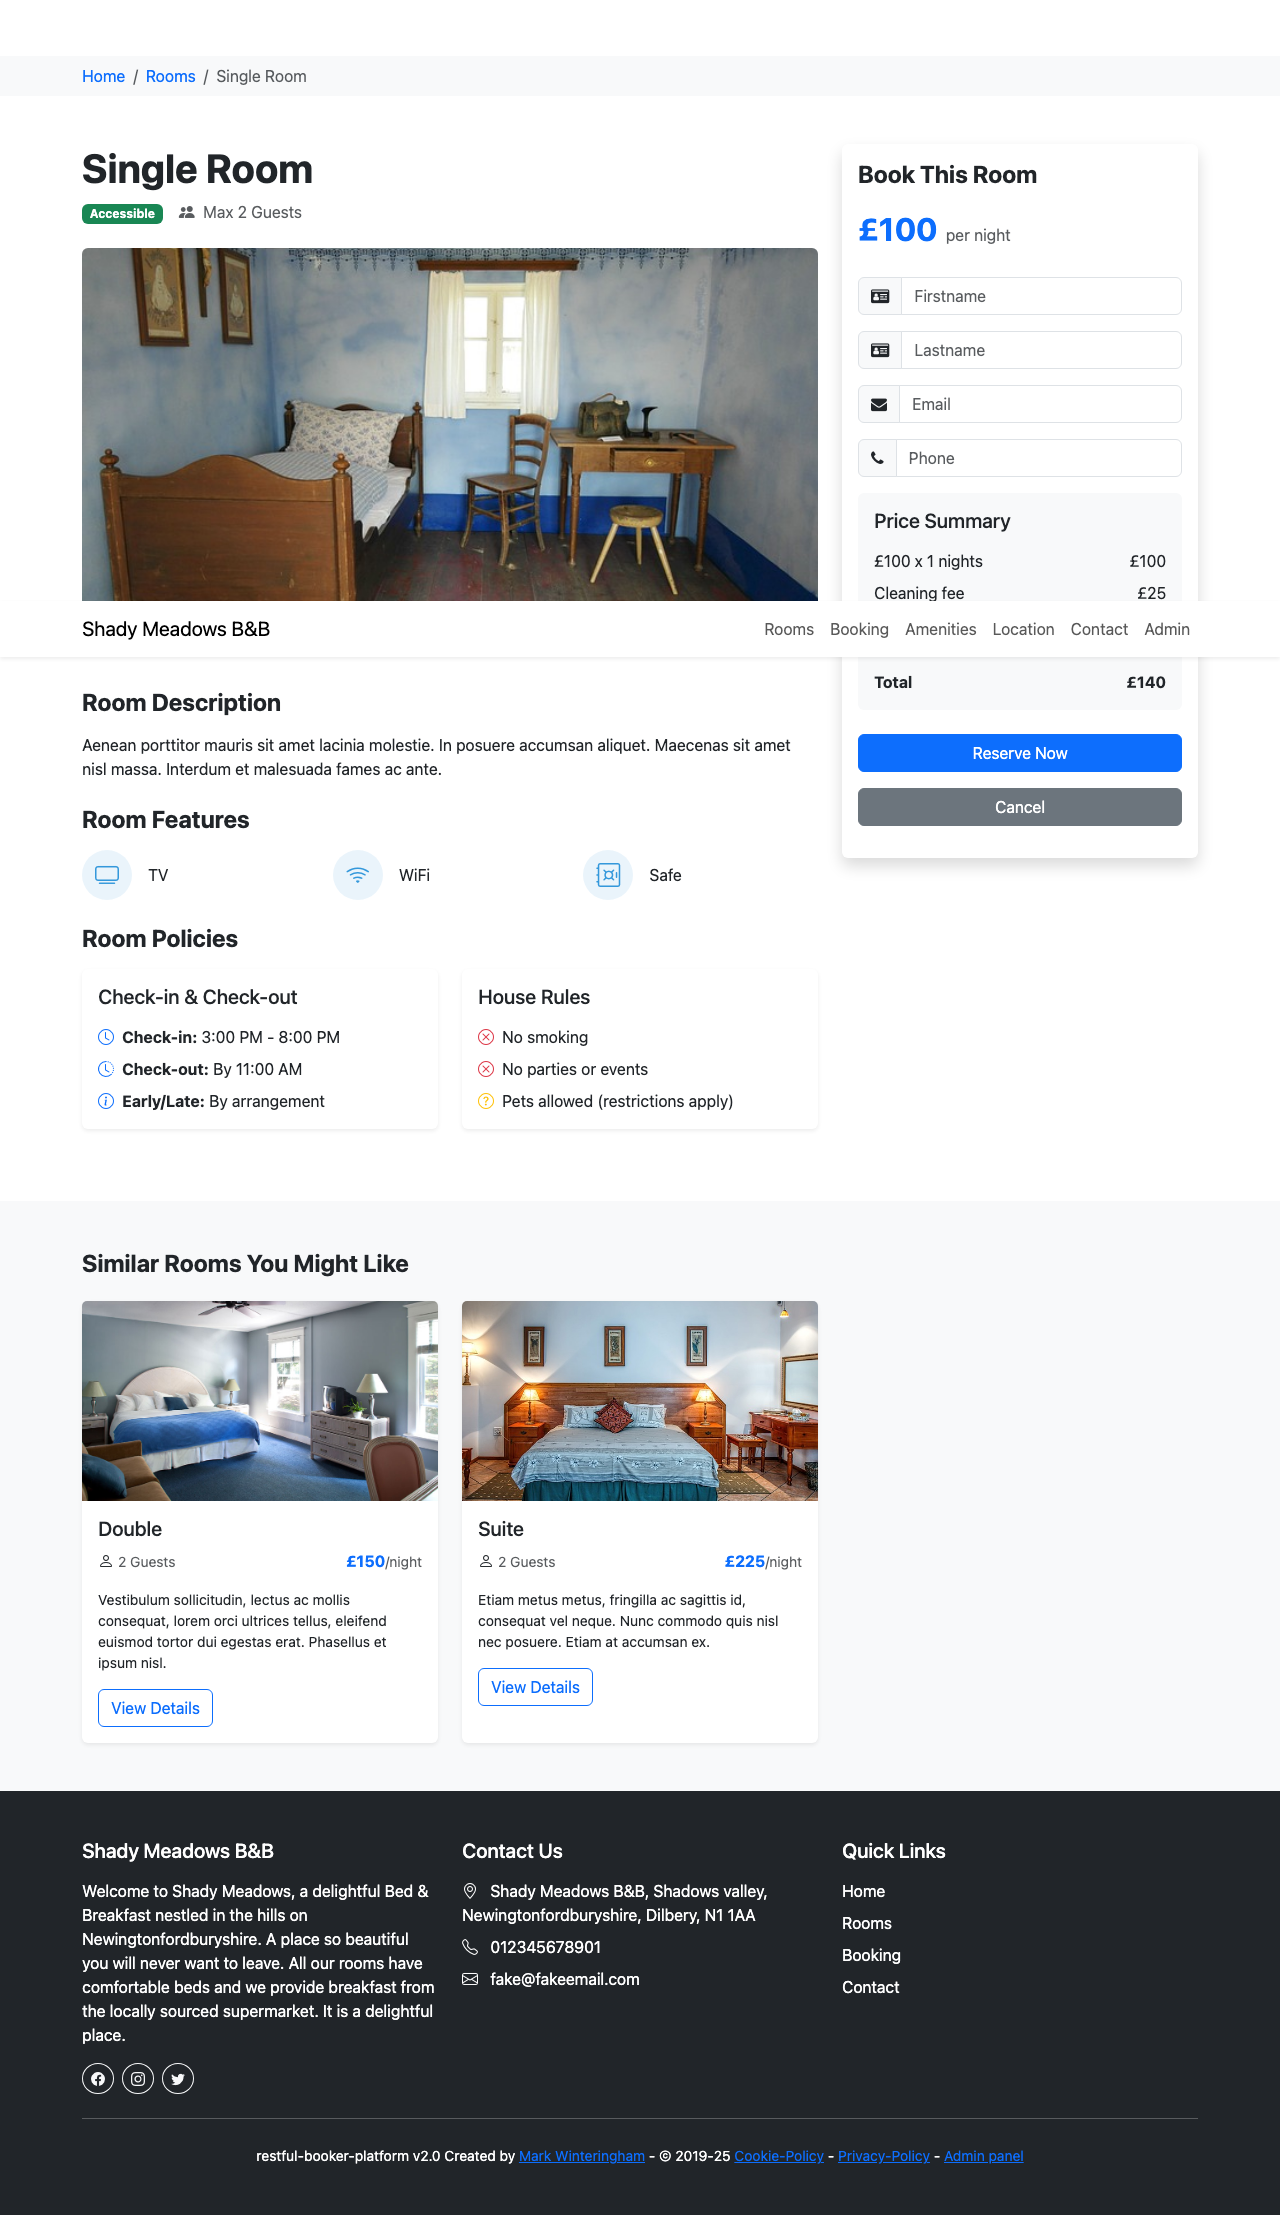 Home / Rooms / Single Room
Single Room
Accessible Max 2 Guests
Book This Room
£100 per night
Firstname
Lastname
Email
Phone
Price Summary
£100 x 1 nights £100
Cleaning fee £25
Shady Meadows B&B Rooms Booking Amenities Location Contact Admin
Total £140
Reserve Now
Cancel
Room Description
Aenean porttitor mauris sit amet lacinia molestie. In posuere accumsan aliquet. Maecenas sit amet
nisl massa. Interdum et malesuada fames ac ante.
Room Features
TV WiFi Safe
Room Policies
Check-in & Check-out
Check-in: 3:00 PM - 8:00 PM
Check-out: By 11:00 AM
Early/Late: By arrangement
House Rules
No smoking
No parties or events
Pets allowed (restrictions apply)
Similar Rooms You Might Like
Double
2 Guests £150/night
Vestibulum sollicitudin, lectus ac mollis
consequat, lorem orci ultrices tellus, eleifend
euismod tortor dui egestas erat. Phasellus et
ipsum nisl.
View Details
Suite
2 Guests £225/night
Etiam metus metus, fringilla ac sagittis id,
consequat vel neque. Nunc commodo quis nisl
nec posuere. Etiam at accumsan ex.
View Details
Shady Meadows B&B
Welcome to Shady Meadows, a delightful Bed &
Breakfast nestled in the hills on
Newingtonfordburyshire. A place so beautiful
you will never want to leave. All our rooms have
comfortable beds and we provide breakfast from
the locally sourced supermarket. It is a delightful
place.
Contact Us
Shady Meadows B&B, Shadows valley,
Newingtonfordburyshire, Dilbery, N1 1AA
012345678901
fake@fakeemail.com
Quick Links
Home
Rooms
Booking
Contact
restful-booker-platform v2.0 Created by Mark Winteringham - © 2019-25 Cookie-Policy - Privacy-Policy - Admin panel